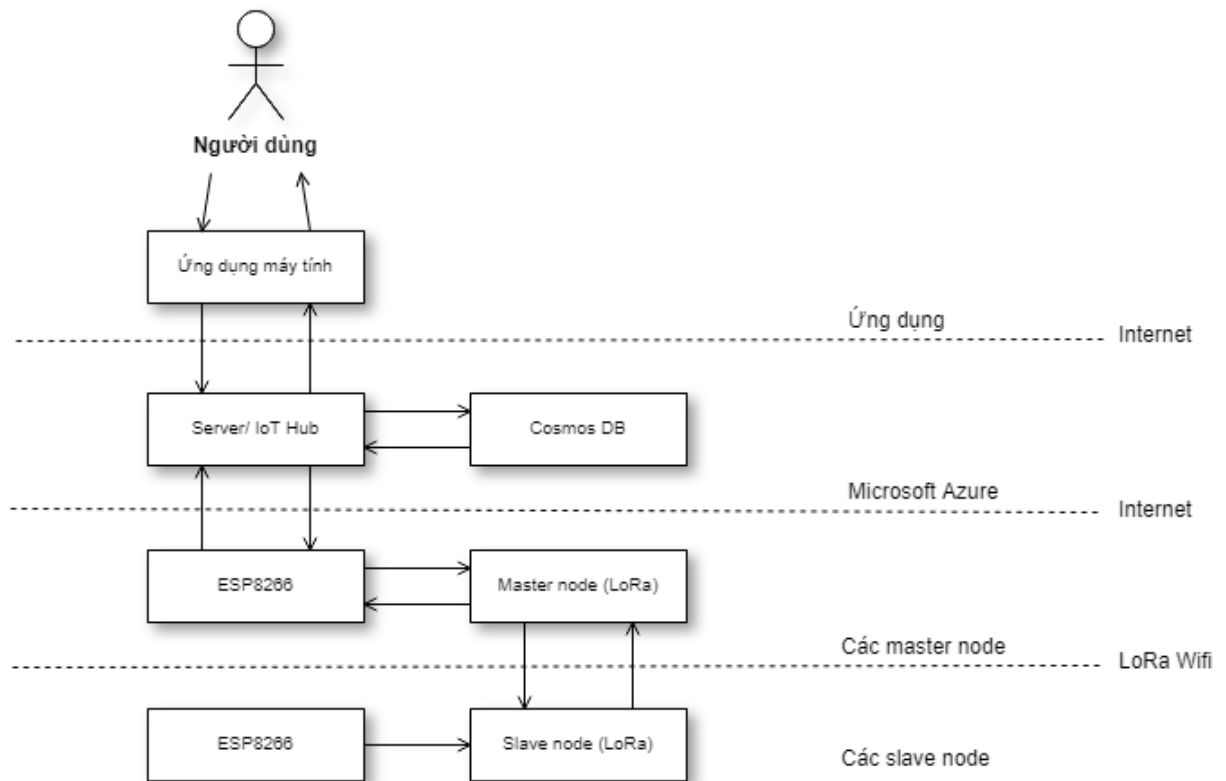 Người dùng
Ứng dụng máy tính
Ứng dụng
Internet
Server/ IoT Hub
Cosmos DB
Microsoft Azure
Internet
ESP8266
Master node (LoRa)
Các master node
LoRa Wifi
ESP8266
Slave node (LoRa)
Các slave node